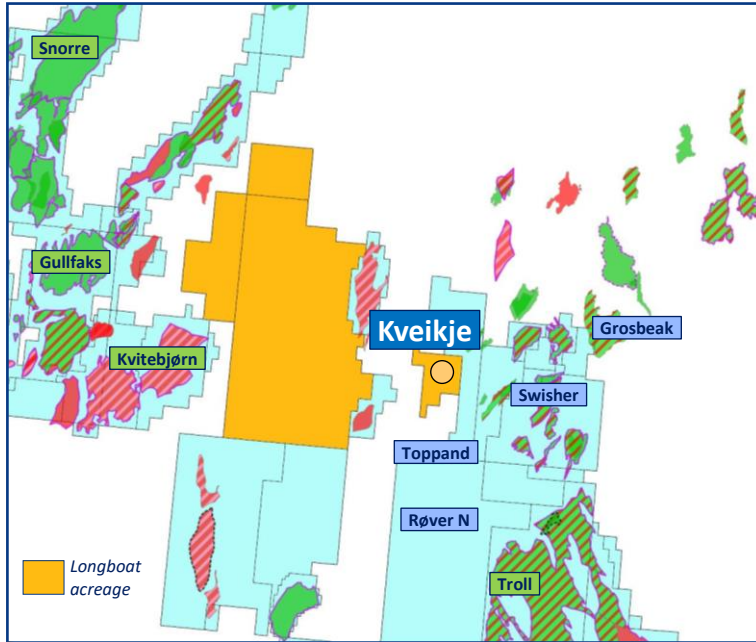 Snorre
Gullfaks
Kveikje
Grosbeak
Kvitebjørn
Swisher
Toppand
Røver N
Longboat
acreage
Troll